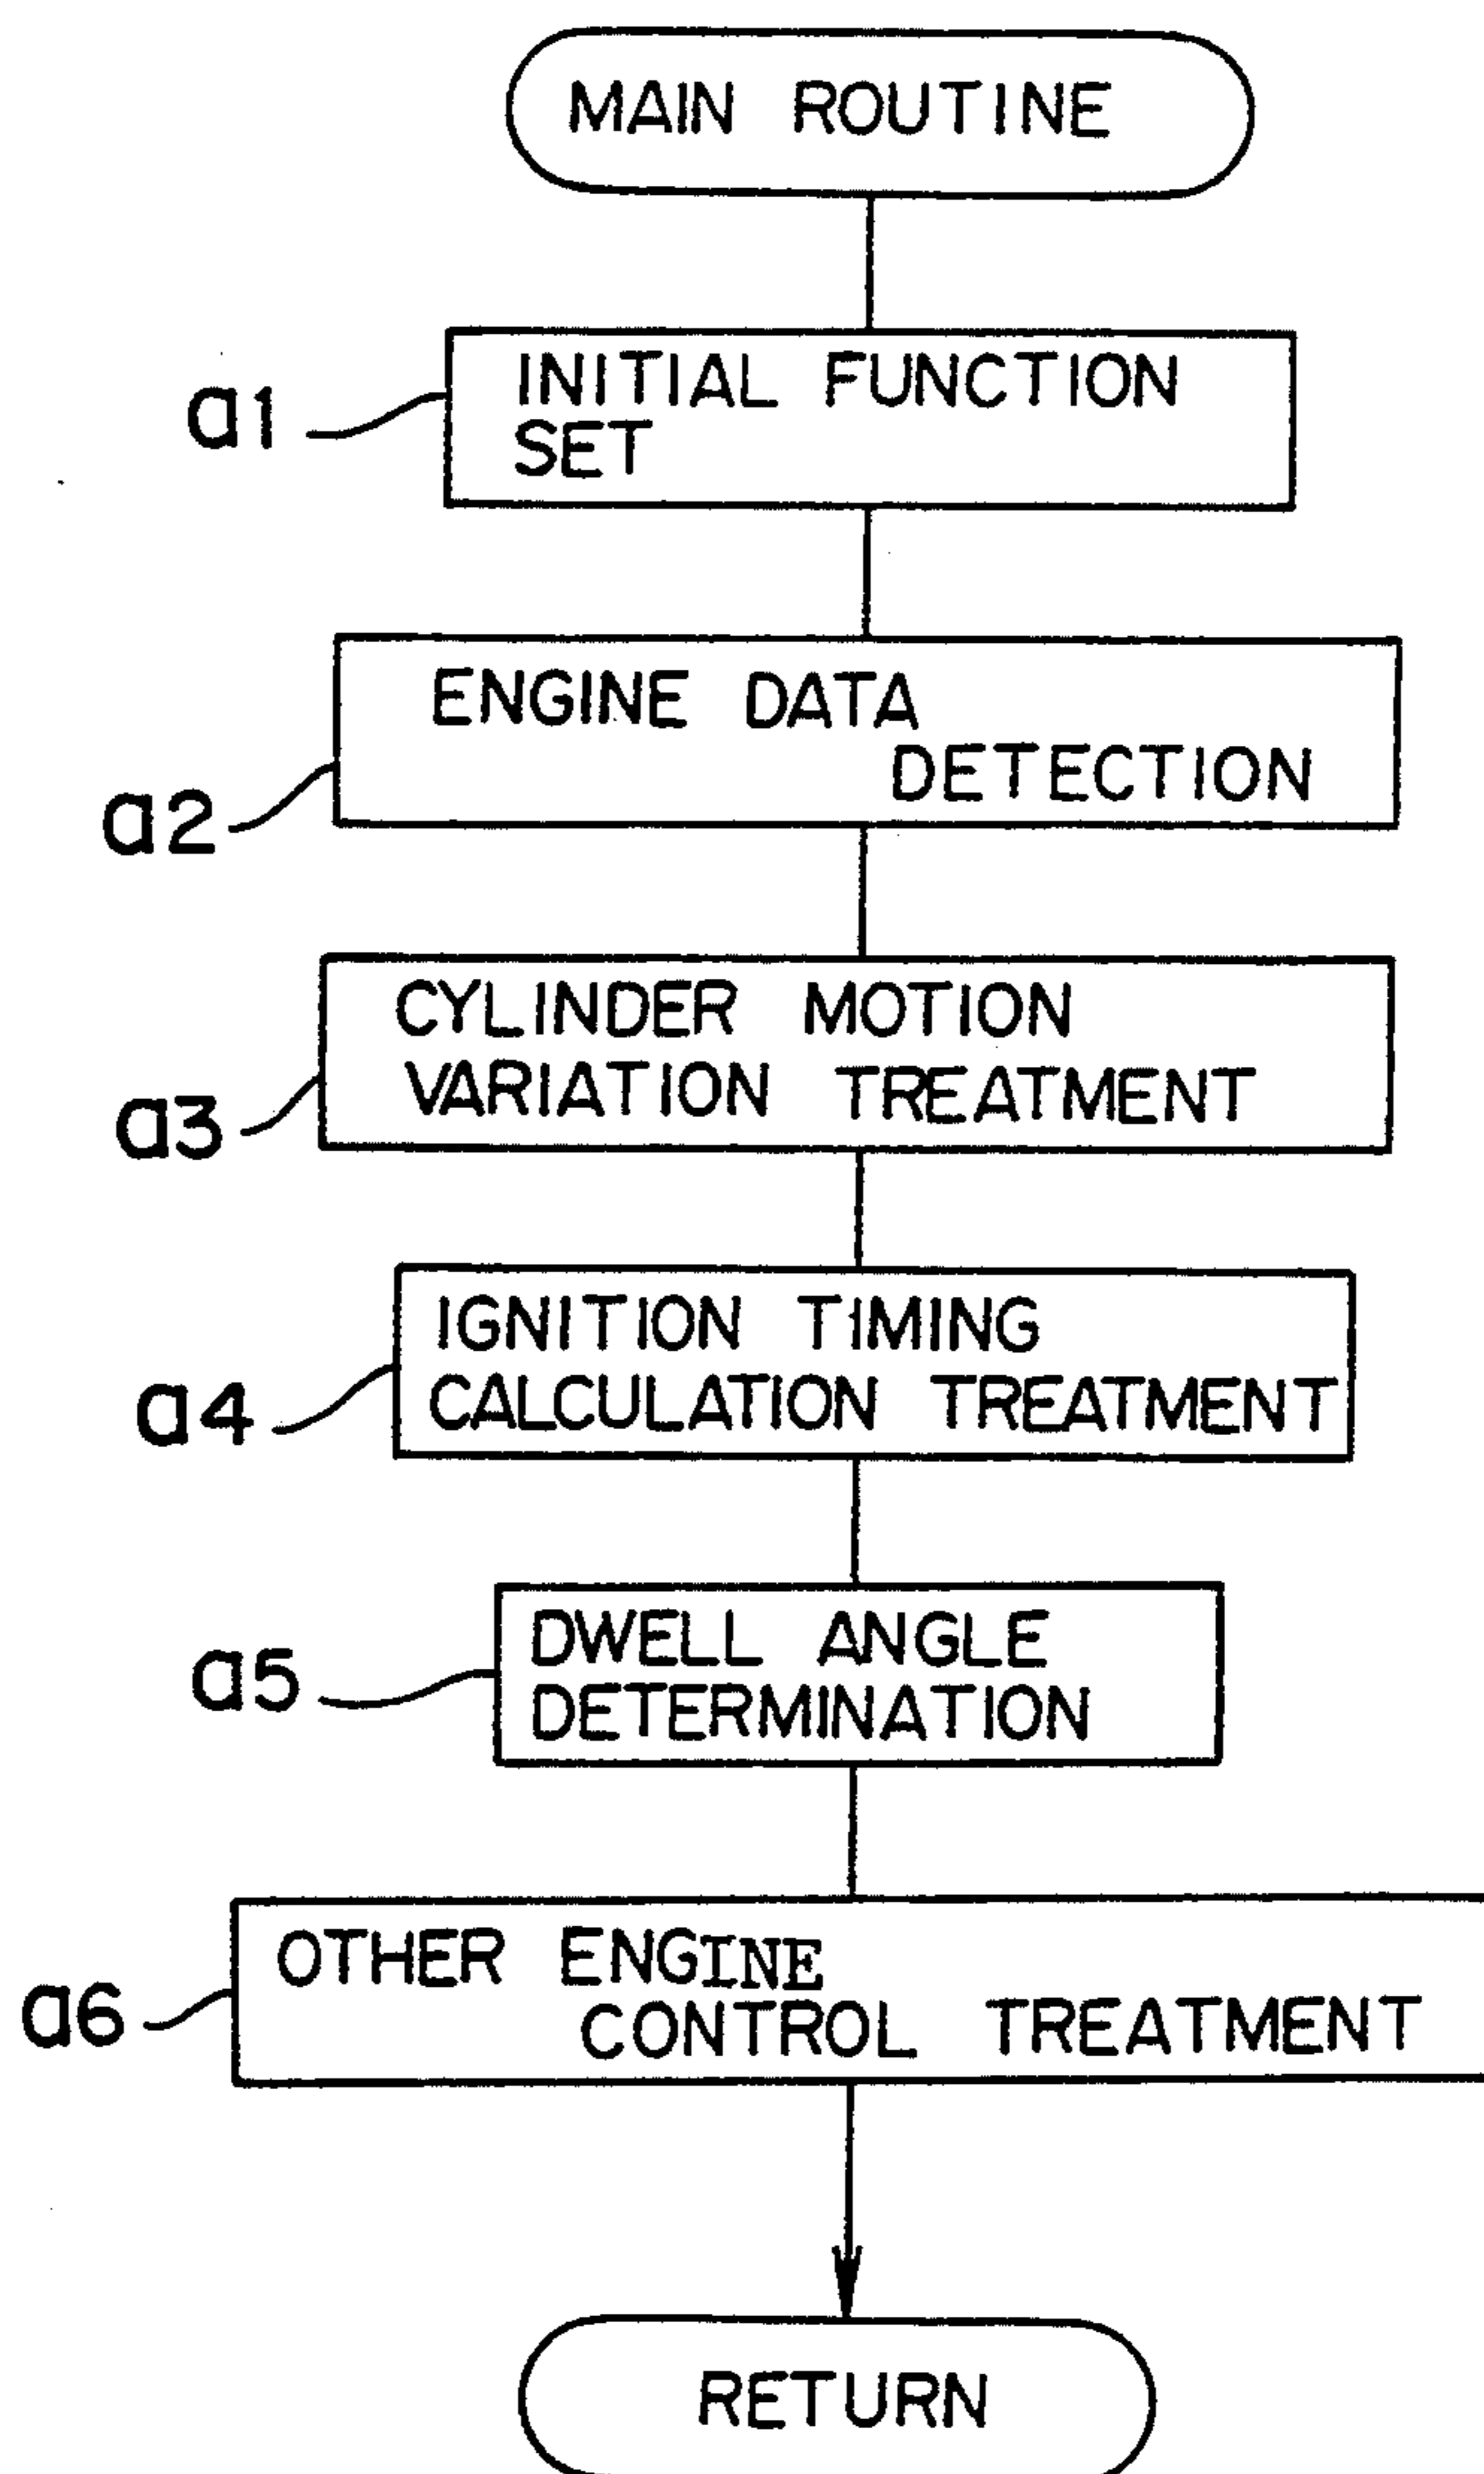 MAIN ROUTINE
a1
INITIAL FUNCTION
SET
ENGINE DATA
DETECTION
a2
CYLINDER MOTION
VARIATION TREATMENT
a3
IGNITION TIMING
CALCULATION TREATMENT
a4
DWELL ANGLE
DETERMINATION
a5
OTHER ENGINE
CONTROL TREATMENT
a6
RETURN